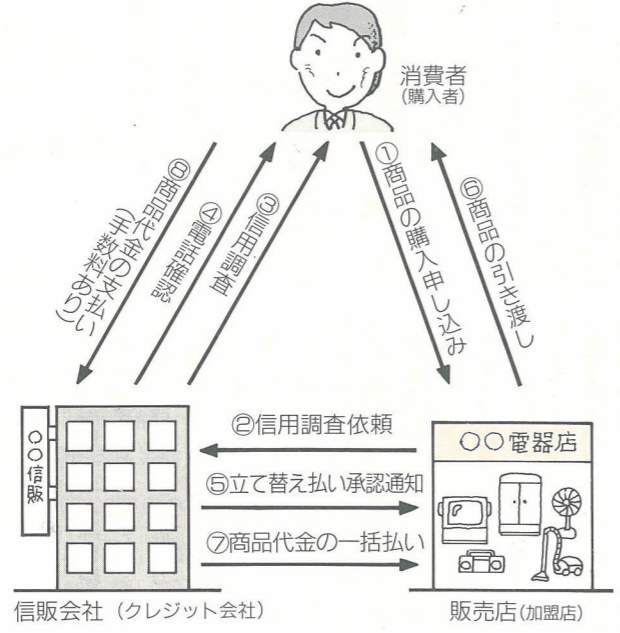 消費者
(購入者)
①商品の購入申し込み
⑥商品の引き渡し
③信用調査
④電話確認
⑧商品代金の支払い
(手数料あり)
②信用調査依頼
⑤立て替え払い承認通知
⑦商品代金の一括払い
○○信販
○○電器店
信販会社(クレジット会社)
販売店(加盟店)